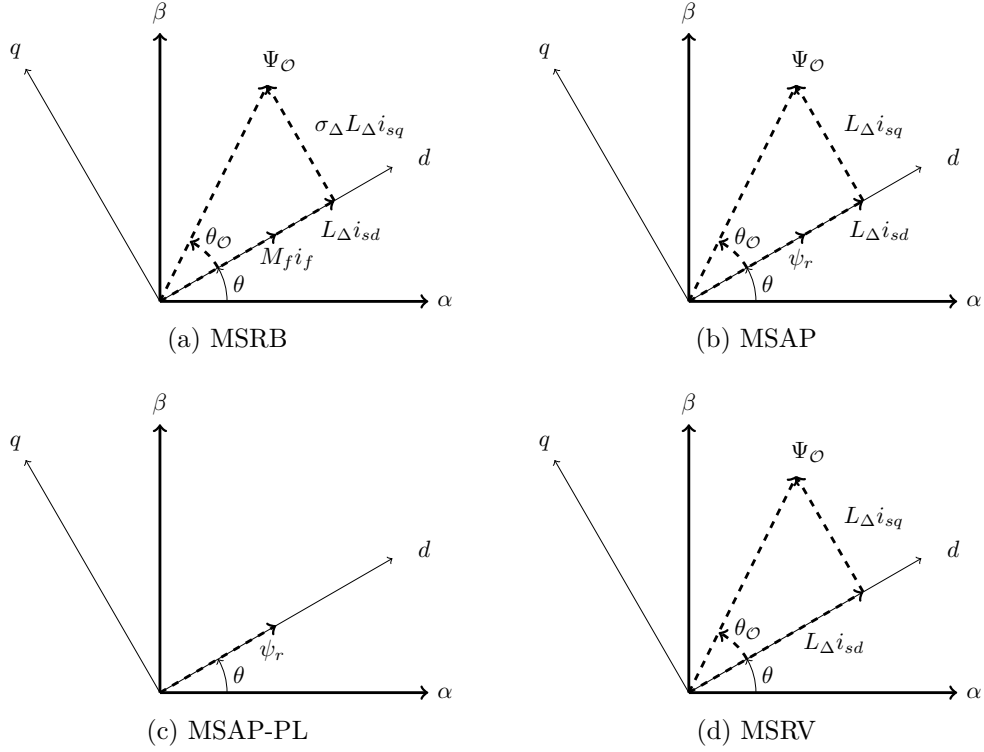 β
q
Ψ_𝒪
σ_Δ L_Δ i_sq
d
θ_𝒪
L_Δ i_sd
M_f i_f
θ
α
(a) MSRB
β
q
Ψ_𝒪
L_Δ i_sq
d
θ_𝒪
L_Δ i_sd
ψ_r
θ
α
(b) MSAP
β
q
d
ψ_r
θ
α
(c) MSAP-PL
β
q
Ψ_𝒪
L_Δ i_sq
d
θ_𝒪
L_Δ i_sd
θ
α
(d) MSRV